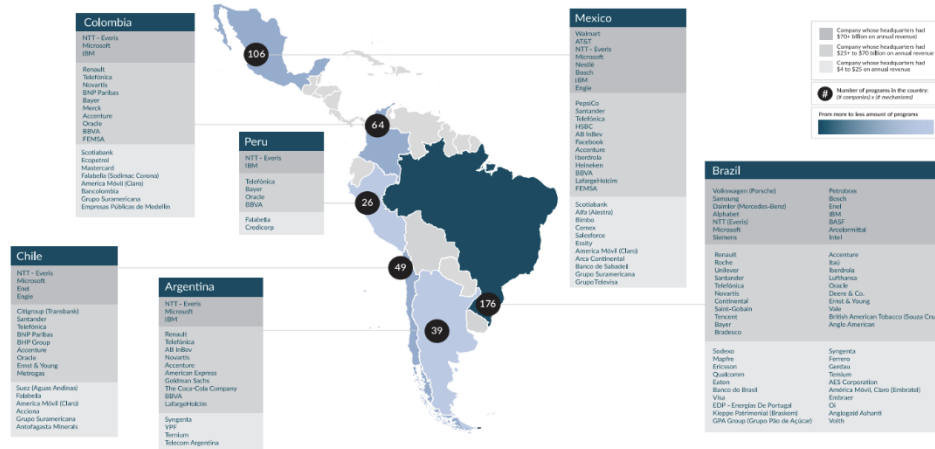 Colombia
NTT - Everis
Microsoft
IBM
Renault
Telefónica
Novartis
BNP Paribas
Bayer
Merck
Accenture
Oracle
BBVA
FEMSA
Scotiabank
Ecopetrol
Mastercard
Falabella (Sodimac Corona)
America Móvil (Claro)
Bancolombia
Grupo Suramericana
Empresas Públicas de Medellín
Peru
NTT - Everis
IBM
Telefónica
Bayer
Oracle
BBVA
Falabella
Credicorp
Chile
NTT - Everis
Microsoft
Enel
Engie
Citigroup (Transbank)
Santander
Telefónica
BNP Paribas
BHP Group
Accenture
Oracle
Ernst & Young
Metrogas
Suez (Aguas Andinas)
Falabella
America Móvil (Claro)
Acciona
Grupo Suramericana
Antofagasta Minerals
Argentina
NTT - Everis
Microsoft
IBM
Renault
Telefónica
AB InBev
Novartis
Accenture
American Express
Goldman Sachs
The Coca-Cola Company
BBVA
LafargeHolcim
Syngenta
YPF
Ternium
Telecom Argentina
106
64
26
49
39
176
Mexico
Walmart
AT&T
NTT - Everis
Microsoft
Nestlé
Bosch
IBM
Engie
PepsiCo
Santander
Telefónica
HSBC
AB InBev
Facebook
Accenture
Iberdrola
Heineken
BBVA
LafargeHolcim
FEMSA
Scotiabank
Alfa (Alestra)
Bimbo
Cemex
Salesforce
Essity
America Móvil (Claro)
Arca Continental
Banco de Sabadell
Grupo Suramericana
Grupo Televisa
Company whose headquarters had
$70+ billion on annual revenue)
Company whose headquarters had
$25+ to $70 billion on annual revenue
Company whose headquarters had
$4 to $25 on annual revenue
# Number of programs in the country:
(# companies) x (# mechanisms)
From more to less amount of programs
Brazil
Volkswagen (Porsche) Petrobras
Samsung Bosch
Daimler (Mercedes-Benz) Enel
Alphabet IBM
NTT (Everis) BASF
Microsoft Arcelormittal
Siemens Intel
Renault Accenture
Roche Itaú
Unilever Iberdrola
Santander Lufthansa
Telefónica Oracle
Novartis Deere & Co.
Continental Ernst & Young
Saint-Gobain Vale
Tencent British American Tobacco (Souza Cru
Bayer Anglo American
Bradesco
Sodexo Syngenta
Mapfre Ferrero
Ericsson Gerdau
Qualcomm Ternium
Eaton AES Corporation
Banco do Brasil América Móvil, Claro (Embratel)
Visa Embraer
EDP - Energias De Portugal Oi
Kieppe Patrimonial (Braskem) Anglogold Ashanti
GPA Group (Grupo Pão de Açúcar) Voith